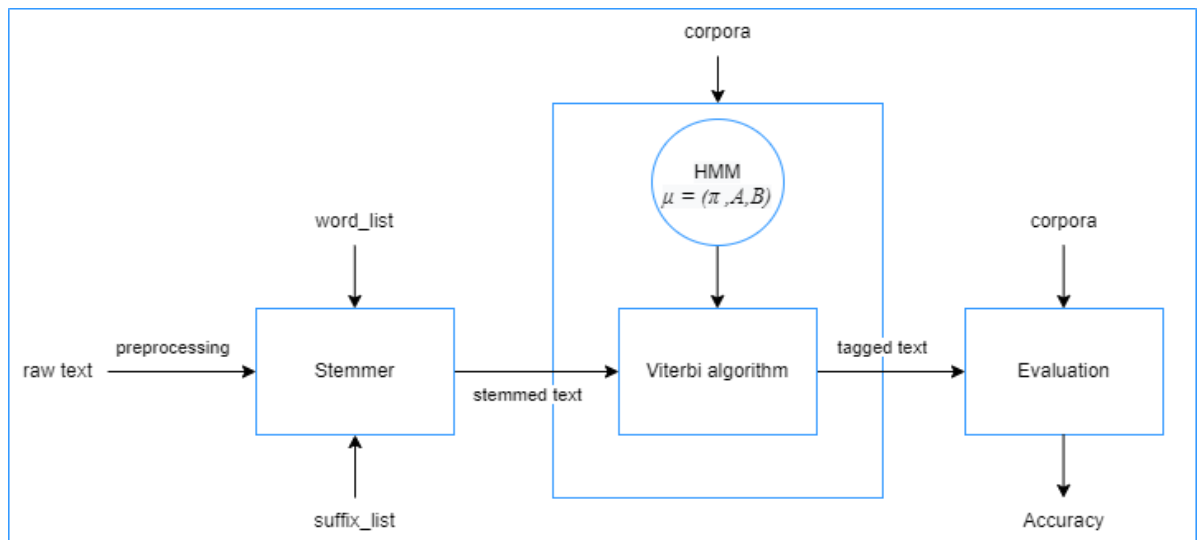 corpora
HMM
μ = (π ,A,B)
word_list
corpora
preprocessing
tagged text
raw text
Stemmer
Viterbi algorithm
Evaluation
stemmed text
suffix_list
Accuracy